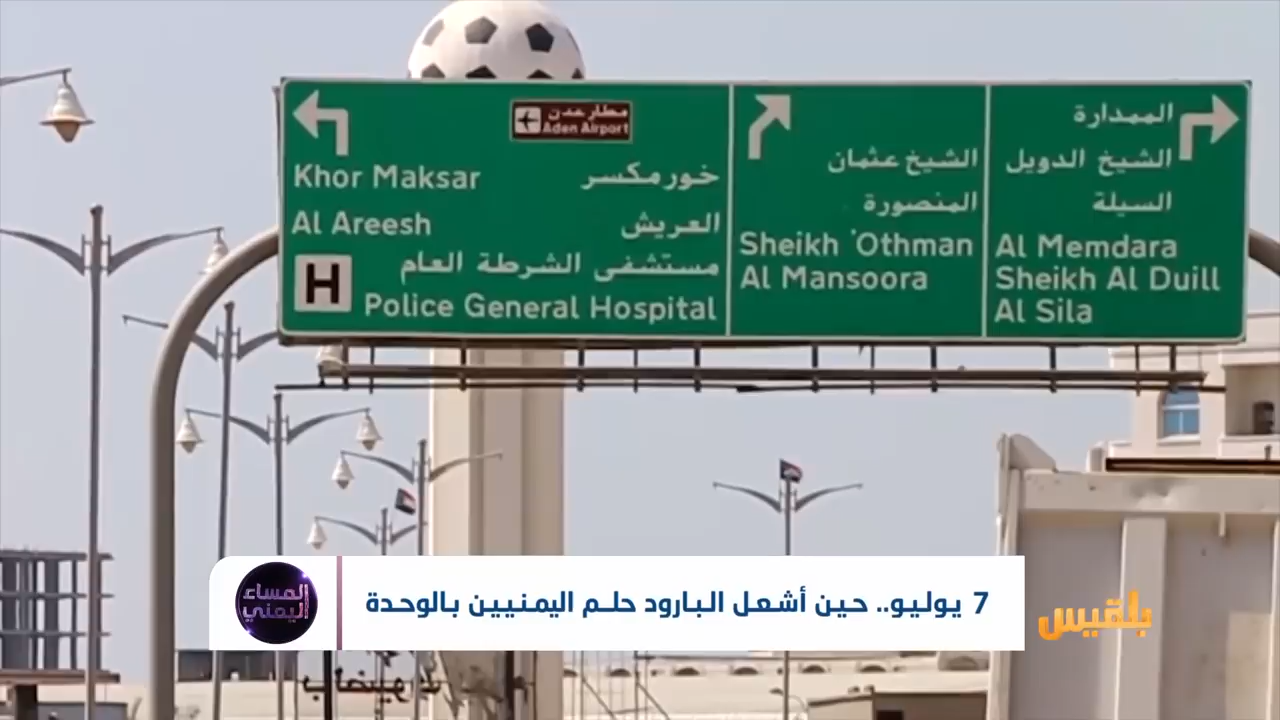 مطار عدن
Aden Airport
Khor Maksar
خور مكسر
Al Areesh
العريش
H
مستشفى الشرطة العام
Police General Hospital
الشيخ عثمان
المنصورة
Sheikh 'Othman
Al Mansoora
الممدارة
الشيخ الدويل
السيلة
Al Memdara
Sheikh Al Duill
Al Sila
7 يوليو.. حين أشعل البارود حلم اليمنيين بالوحدة
المساء
اليمني
بلقيس